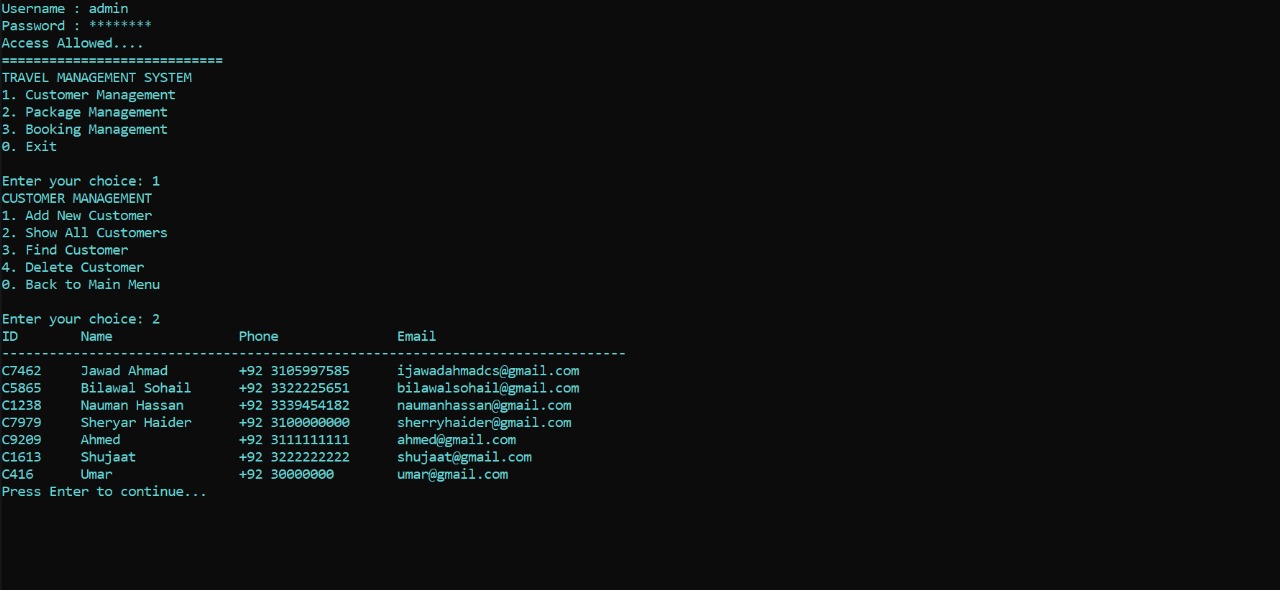 Username : admin
Password : ********
Access Allowed....
============================
TRAVEL MANAGEMENT SYSTEM
1. Customer Management
2. Package Management
3. Booking Management
0. Exit
Enter your choice: 1
CUSTOMER MANAGEMENT
1. Add New Customer
2. Show All Customers
3. Find Customer
4. Delete Customer
0. Back to Main Menu
Enter your choice: 2
ID Name Phone Email
-------------------------------------------------------------------------------
C7462 Jawad Ahmad +92 3105997585 ijawadahmadcs@gmail.com
C5865 Bilawal Sohail +92 3322225651 bilawalsohail@gmail.com
C1238 Nauman Hassan +92 3339454182 naumanhassan@gmail.com
C7979 Sheryar Haider +92 3100000000 sherryhaider@gmail.com
C9209 Ahmed +92 3111111111 ahmed@gmail.com
C1613 Shujaat +92 3222222222 shujaat@gmail.com
C416 Umar +92 30000000 umar@gmail.com
Press Enter to continue...